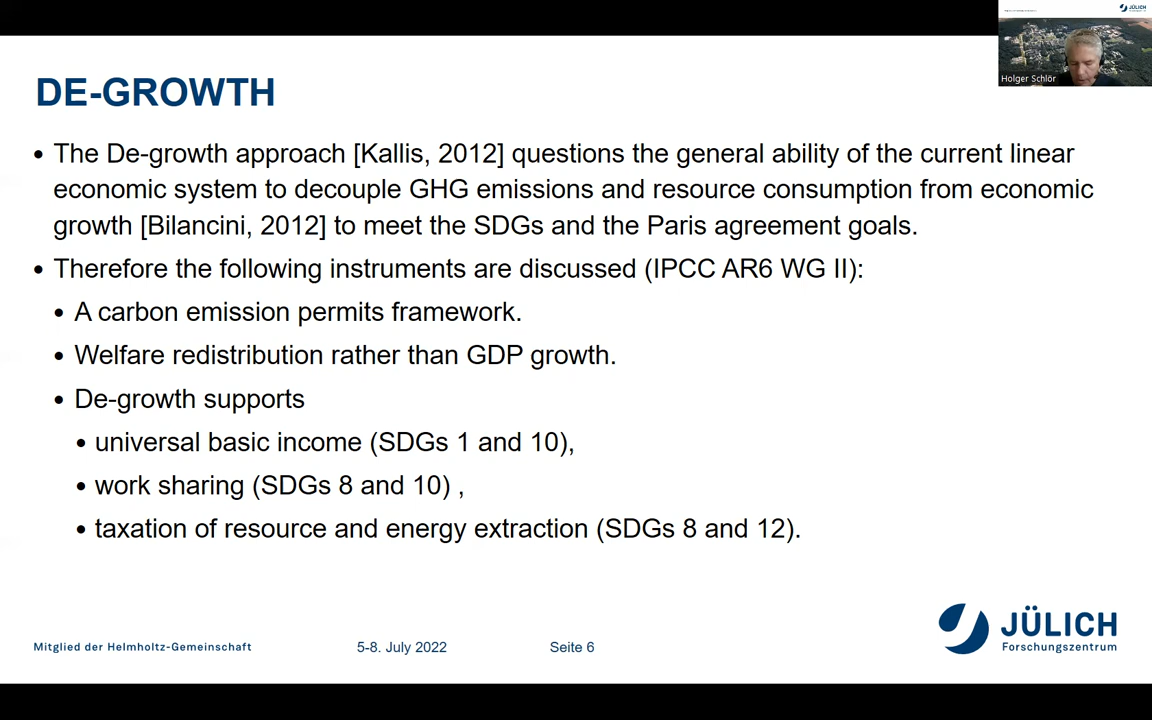 JÜLICH
Holger Schlör
DE-GROWTH
• The De-growth approach [Kallis, 2012] questions the general ability of the current linear
economic system to decouple GHG emissions and resource consumption from economic
growth [Bilancini, 2012] to meet the SDGs and the Paris agreement goals.
• Therefore the following instruments are discussed (IPCC AR6 WG II):
• A carbon emission permits framework.
• Welfare redistribution rather than GDP growth.
• De-growth supports
• universal basic income (SDGs 1 and 10),
• work sharing (SDGs 8 and 10) ,
• taxation of resource and energy extraction (SDGs 8 and 12).
Mitglied der Helmholtz-Gemeinschaft
5-8. July 2022
Seite 6
JÜLICH
Forschungszentrum